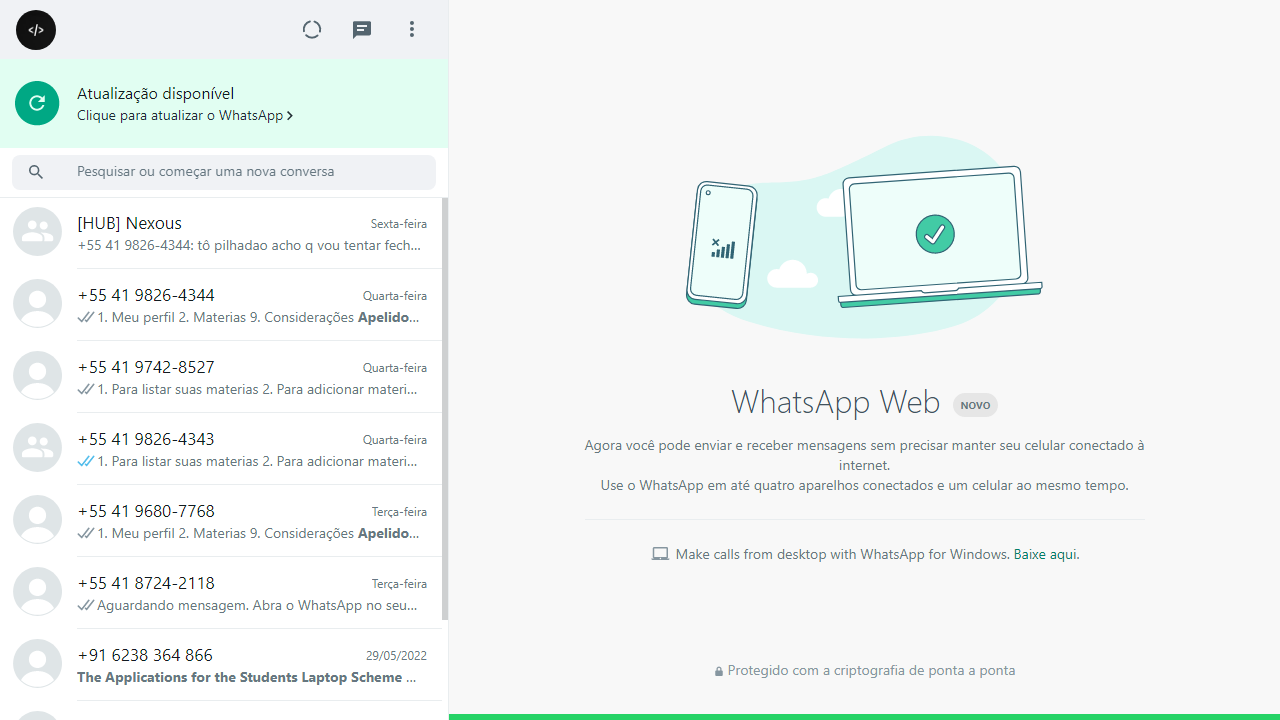 </>
Atualização disponível
Clique para atualizar o WhatsApp
Pesquisar ou começar uma nova conversa
[HUB] Nexous
Sexta-feira
+55 41 9826-4344: tô pilhadao acho q vou tentar fech...
+55 41 9826-4344
Quarta-feira
1. Meu perfil 2. Materias 9. Considerações Apelido...
+55 41 9742-8527
Quarta-feira
1. Para listar suas materias 2. Para adicionar materi...
+55 41 9826-4343
Quarta-feira
1. Para listar suas materias 2. Para adicionar materi...
+55 41 9680-7768
Terça-feira
1. Meu perfil 2. Materias 9. Considerações Apelido...
+55 41 8724-2118
Terça-feira
Aguardando mensagem. Abra o WhatsApp no seu...
+91 6238 364 866
29/05/2022
The Applications for the Students Laptop Scheme ...
WhatsApp Web NOVO
Agora você pode enviar e receber mensagens sem precisar manter seu celular conectado à
internet.
Use o WhatsApp em até quatro aparelhos conectados e um celular ao mesmo tempo.
Make calls from desktop with WhatsApp for Windows. Baixe aqui.
Protegido com a criptografia de ponta a ponta